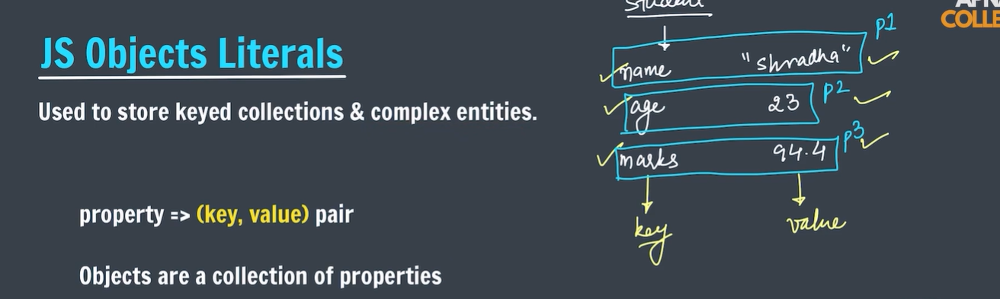 JS Objects Literals
Used to store keyed collections & complex entities.
property => (key, value) pair
Objects are a collection of properties
student
name "shradha" p1
age 23 p2
marks 94.4 p3
key value
COLLE